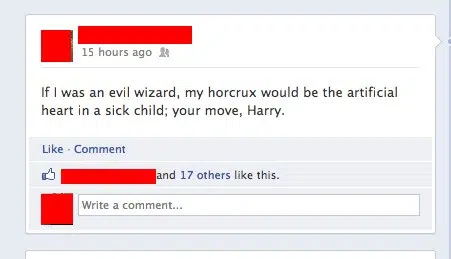 15 hours ago
If I was an evil wizard, my horcrux would be the artificial
heart in a sick child; your move, Harry.
Like · Comment
and 17 others like this.
Write a comment...